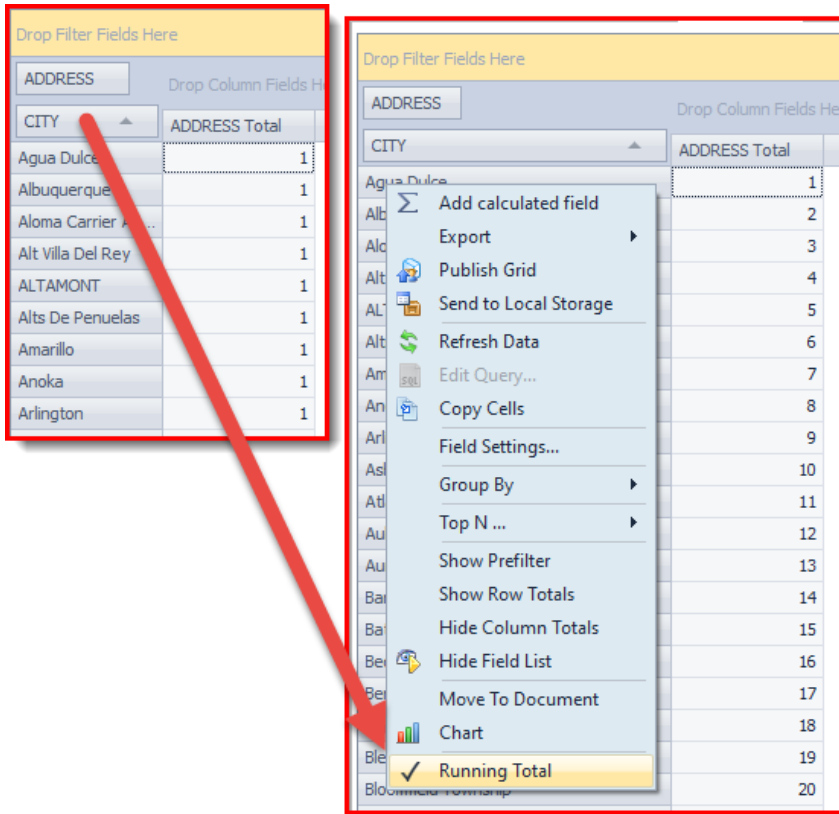 Drop Filter Fields Here
ADDRESS
Drop Column Fields
CITY
ADDRESS Total
Agua Dulce 1
Albuquerque 1
Aloma Carrier 1
Alt Villa Del Rey 1
ALTAMONT 1
Alts De Penuelas 1
Amarillo 1
Anoka 1
Arlington 1
Drop Filter Fields Here
ADDRESS
Drop Column Fields
CITY
ADDRESS Total
Agua Dulce 1
2
3
4
5
6
7
8
9
10
11
12
13
14
15
16
17
18
19
20
Σ Add calculated field
Export
Publish Grid
Send to Local Storage
Refresh Data
SQL Edit Query...
Copy Cells
Field Settings...
Group By
Top N ...
Show Prefilter
Show Row Totals
Hide Column Totals
Hide Field List
Move To Document
Chart
Running Total